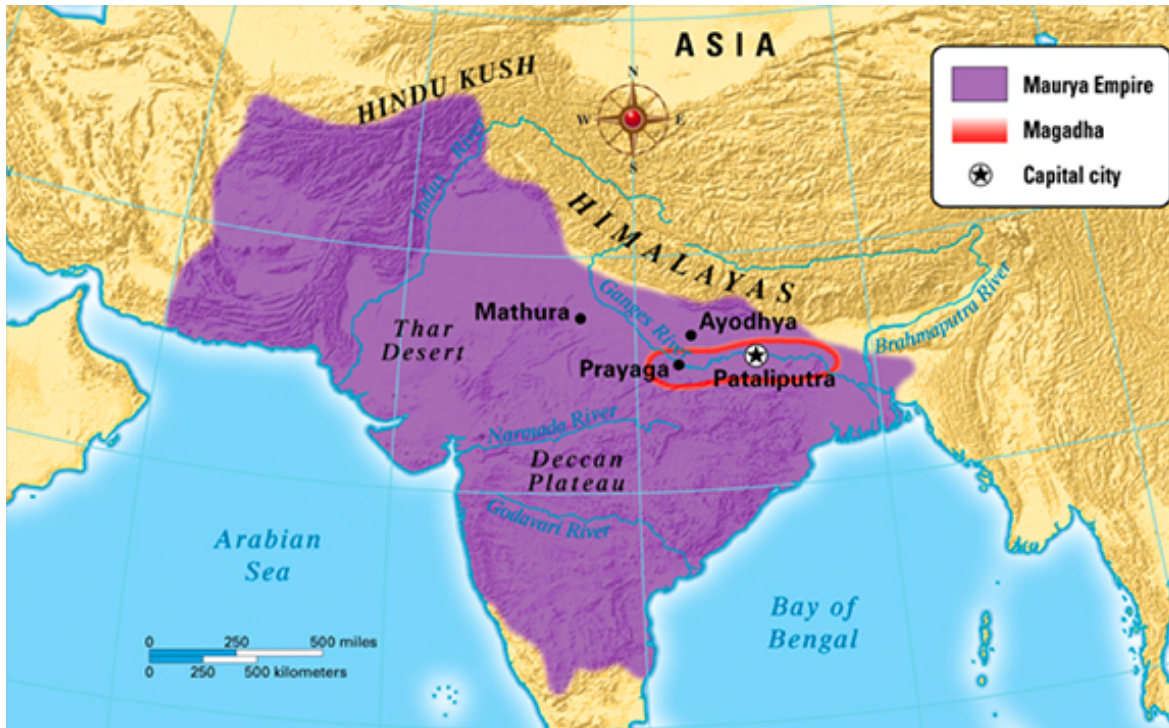 ASIA
HINDU KUSH
N
W
E
S
Maurya Empire
Magadha
Capital city
Indus River
HIMALAYAS
Mathura
Thar
Desert
Ganges River
Ayodhya
Brahmaputra River
Prayaga
Pataliputra
Narmada River
Deccan
Plateau
Godavari River
Arabian
Sea
Bay of
Bengal
0 250 500 miles
0 250 500 kilometers